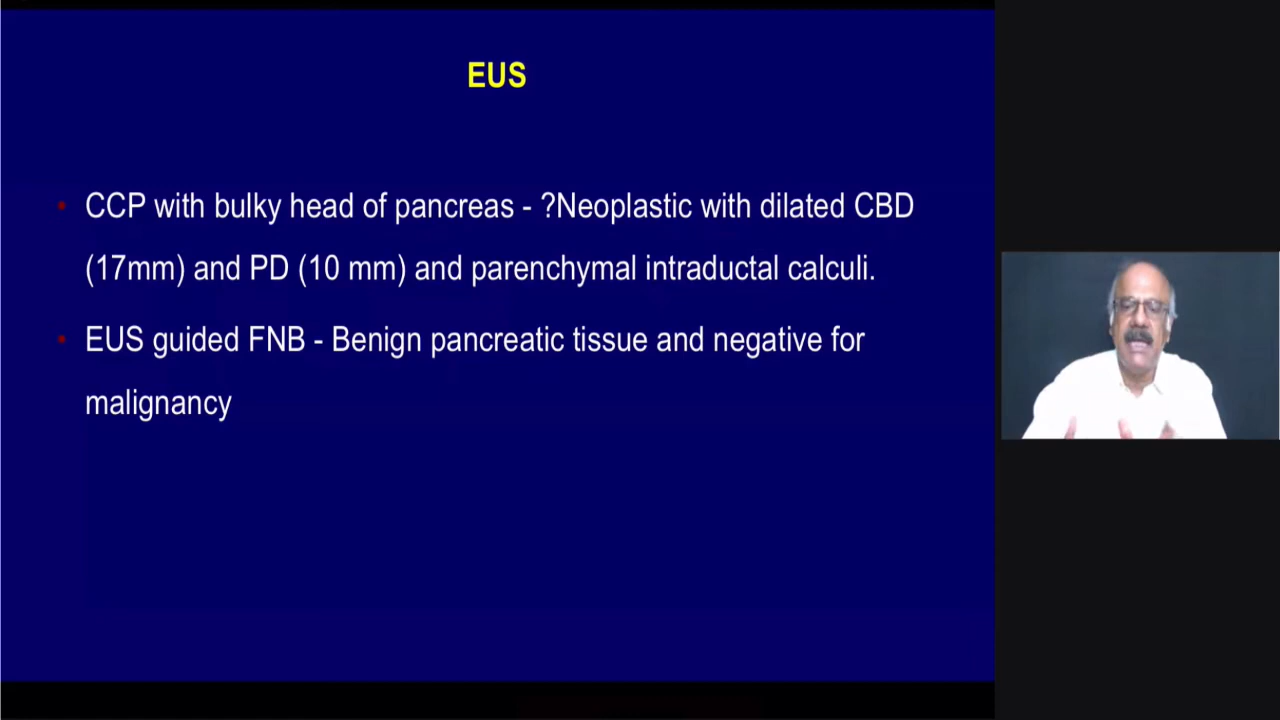 EUS
CCP with bulky head of pancreas - ?Neoplastic with dilated CBD
(17mm) and PD (10 mm) and parenchymal intraductal calculi.
EUS guided FNB - Benign pancreatic tissue and negative for
malignancy